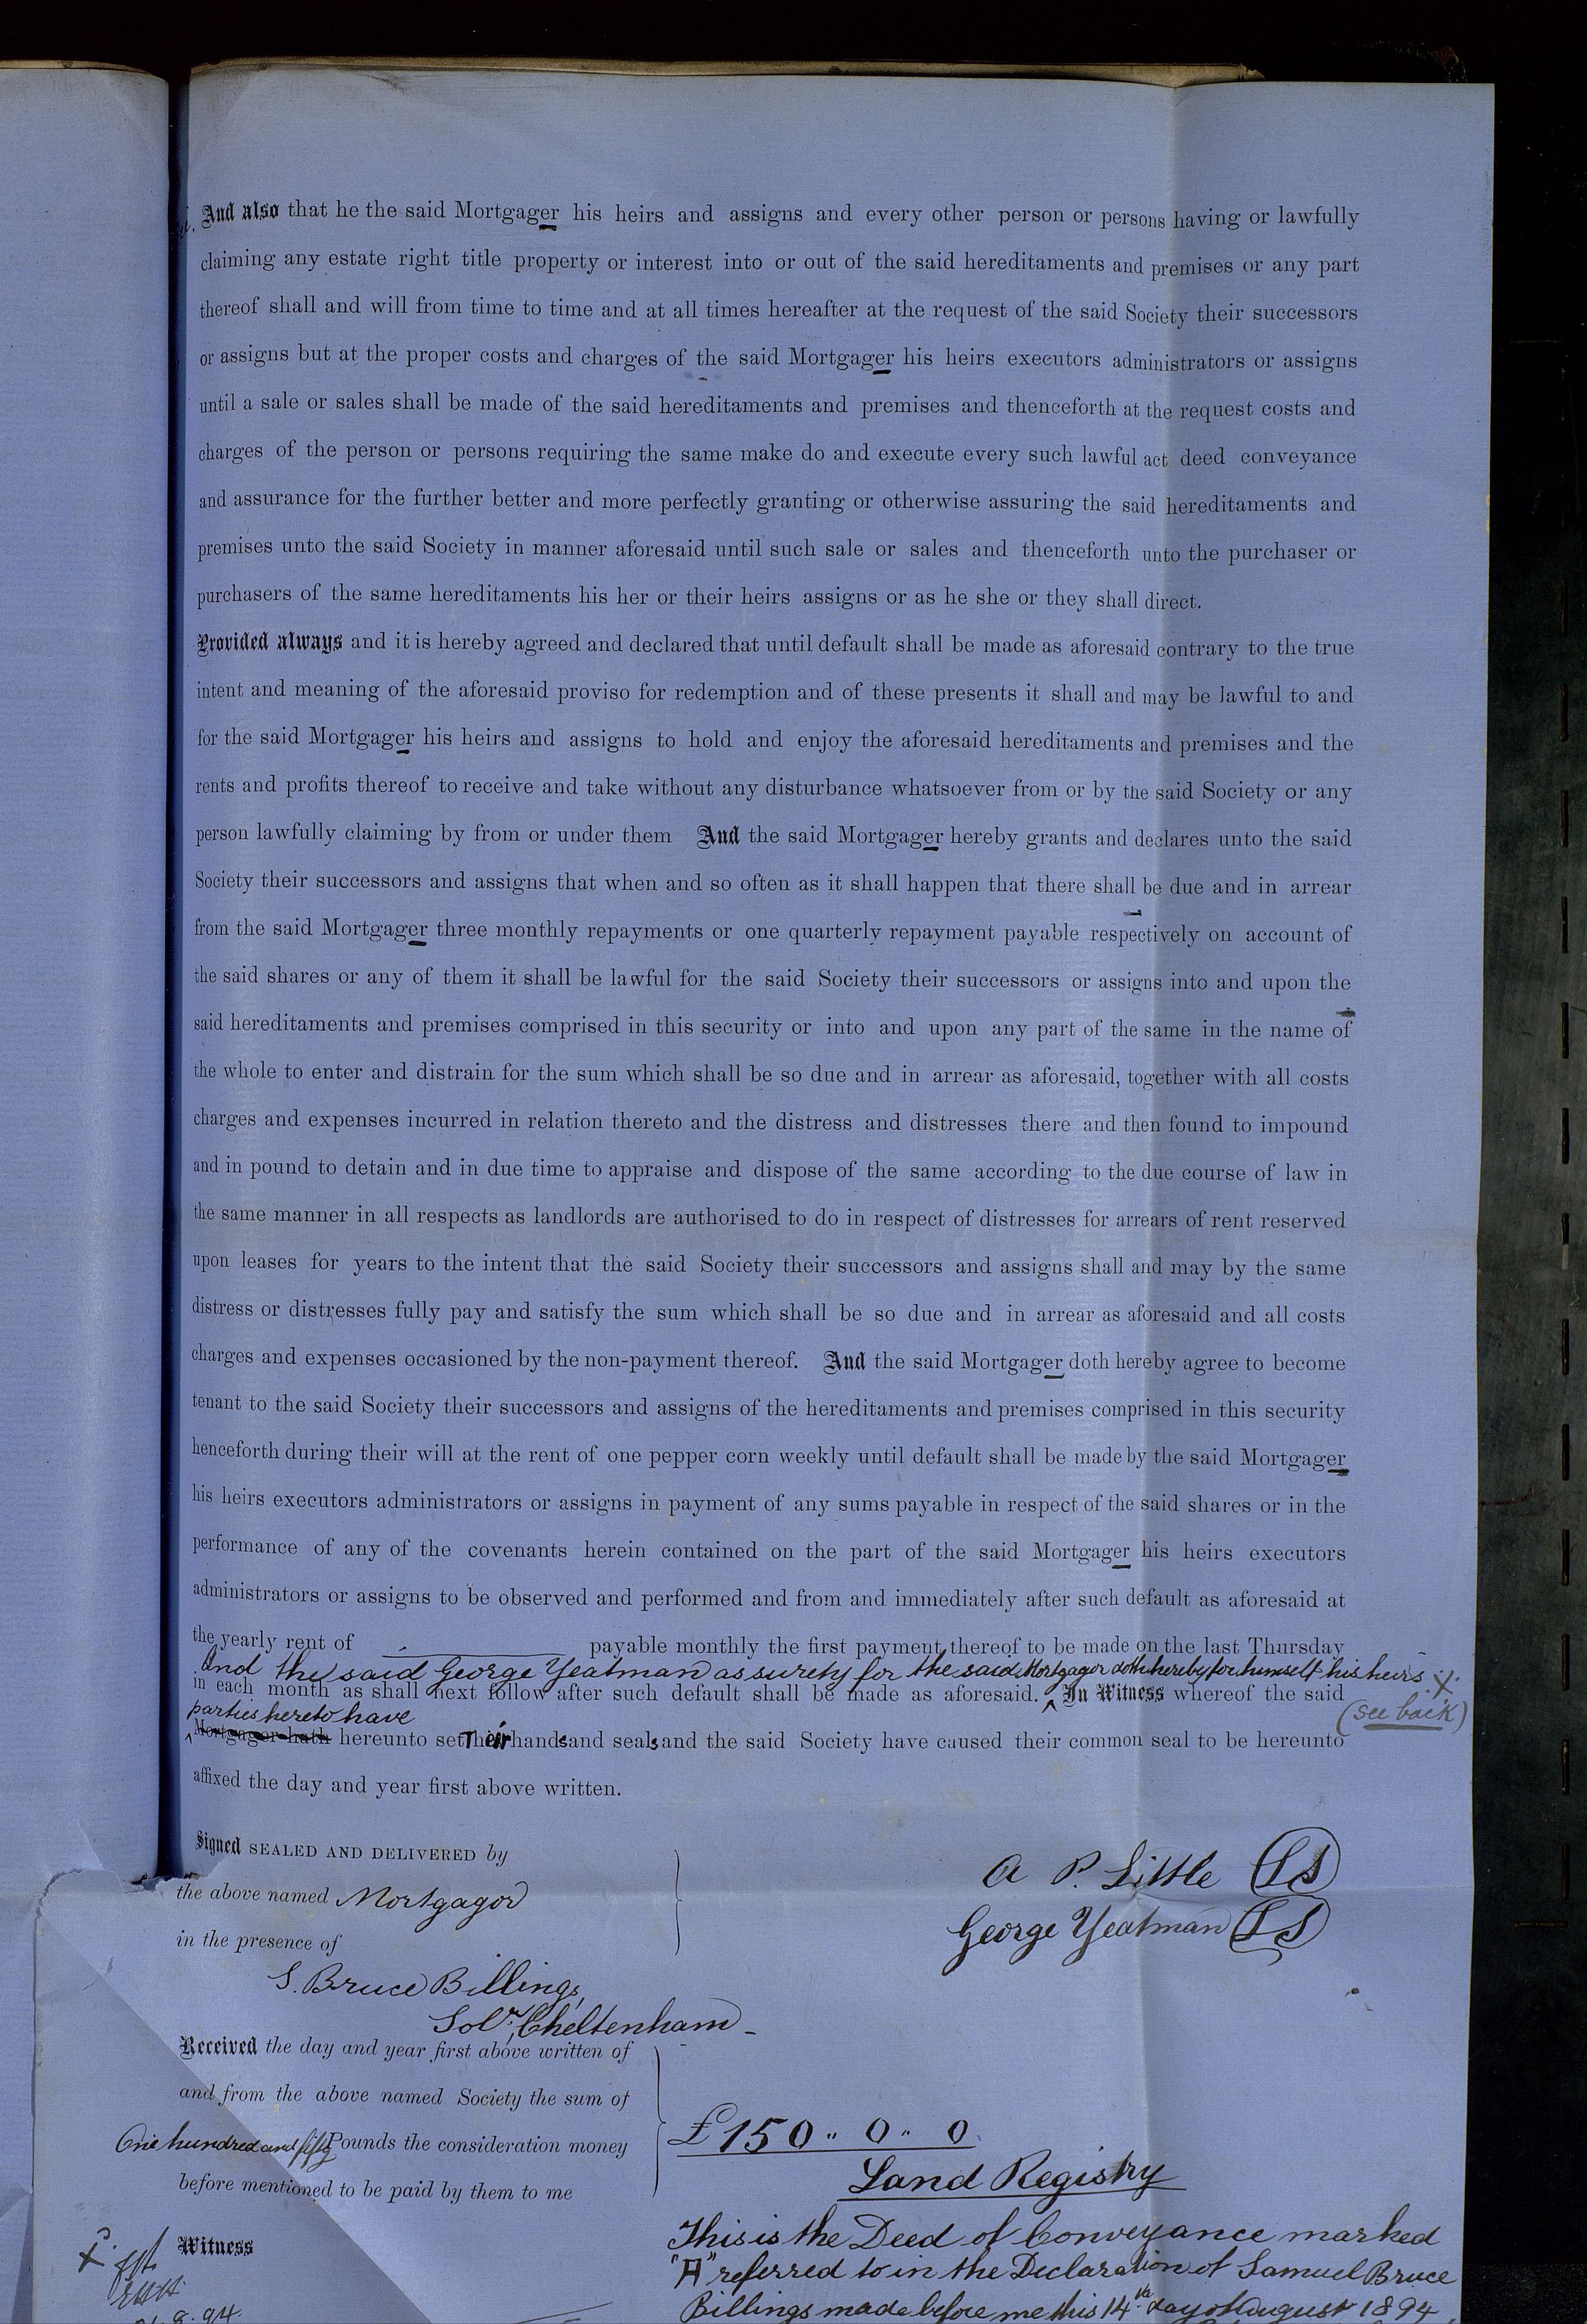 And also that he the said Mortgager his heirs and assigns and every other person or persons having or lawfully
claiming any estate right title property or interest into or out of the said hereditaments and premises or any part
thereof shall and will from time to time and at all times hereafter at the request of the said Society their successors
or assigns but at the proper costs and charges of the said Mortgager his heirs executors administrators or assigns
until a sale or sales shall be made of the said hereditaments and premises and thenceforth at the request costs and
charges of the person or persons requiring the same make do and execute every such lawful act deed conveyance
and assurance for the further better and more perfectly granting or otherwise assuring the said hereditaments and
premises unto the said Society in manner aforesaid until such sale or sales and thenceforth unto the purchaser or
purchasers of the same hereditaments his her or their heirs assigns or as he she or they shall direct.
Provided always and it is hereby agreed and declared that until default shall be made as aforesaid contrary to the true
intent and meaning of the aforesaid proviso for redemption and of these presents it shall and may be lawful to and
for the said Mortgager his heirs and assigns to hold and enjoy the aforesaid hereditaments and premises and the
rents and profits thereof to receive and take without any disturbance whatsoever from or by the said Society or any
person lawfully claiming by from or under them And the said Mortgager hereby grants and declares unto the said
Society their successors and assigns that when and so often as it shall happen that there shall be due and in arrear
from the said Mortgager three monthly repayments or one quarterly repayment payable respectively on account of
the said shares or any of them it shall be lawful for the said Society their successors or assigns into and upon the
said hereditaments and premises comprised in this security or into and upon any part of the same in the name of
the whole to enter and distrain for the sum which shall be so due and in arrear as aforesaid, together with all costs
charges and expenses incurred in relation thereto and the distress and distresses there and then found to impound
and in pound to detain and in due time to appraise and dispose of the same according to the due course of law in
the same manner in all respects as landlords are authorised to do in respect of distresses for arrears of rent reserved
upon leases for years to the intent that the said Society their successors and assigns shall and may by the same
distress or distresses fully pay and satisfy the sum which shall be so due and in arrear as aforesaid and all costs
charges and expenses occasioned by the non-payment thereof. And the said Mortgager doth hereby agree to become
tenant to the said Society their successors and assigns of the hereditaments and premises comprised in this security
henceforth during their will at the rent of one pepper corn weekly until default shall be made by the said Mortgager
his heirs executors administrators or assigns in payment of any sums payable in respect of the said shares or in the
performance of any of the covenants herein contained on the part of the said Mortgager his heirs executors
administrators or assigns to be observed and performed and from and immediately after such default as aforesaid at
the yearly rent of payable monthly the first payment thereof to be made on the last Thursday
And the said George Yeatman as surety for the said Mortgagor doth hereby for himself his heirs X
in each month as shall next follow after such default shall be made as aforesaid. ^ In Witness whereof the said
(see back)
parties hereto have
^ Mortgagor hath hereunto set Their hands and seals and the said Society have caused their common seal to be hereunto
affixed the day and year first above written.
Signed SEALED AND DELIVERED by
the above named Mortgagor
in the presence of
A P. Little LS
George Yeatman LS
S. Bruce Billings,
Solr., Cheltenham
Received the day and year first above written of
and from the above named Society the sum of
One hundred and fifty Pounds the consideration money
before mentioned to be paid by them to me
£150 " 0 " 0
Witness
X
8.94.
Land Registry
This is the Deed of Conveyance marked
"A" referred to in the Declaration of Samuel Bruce
Billings made before me this 14th day of August 1894